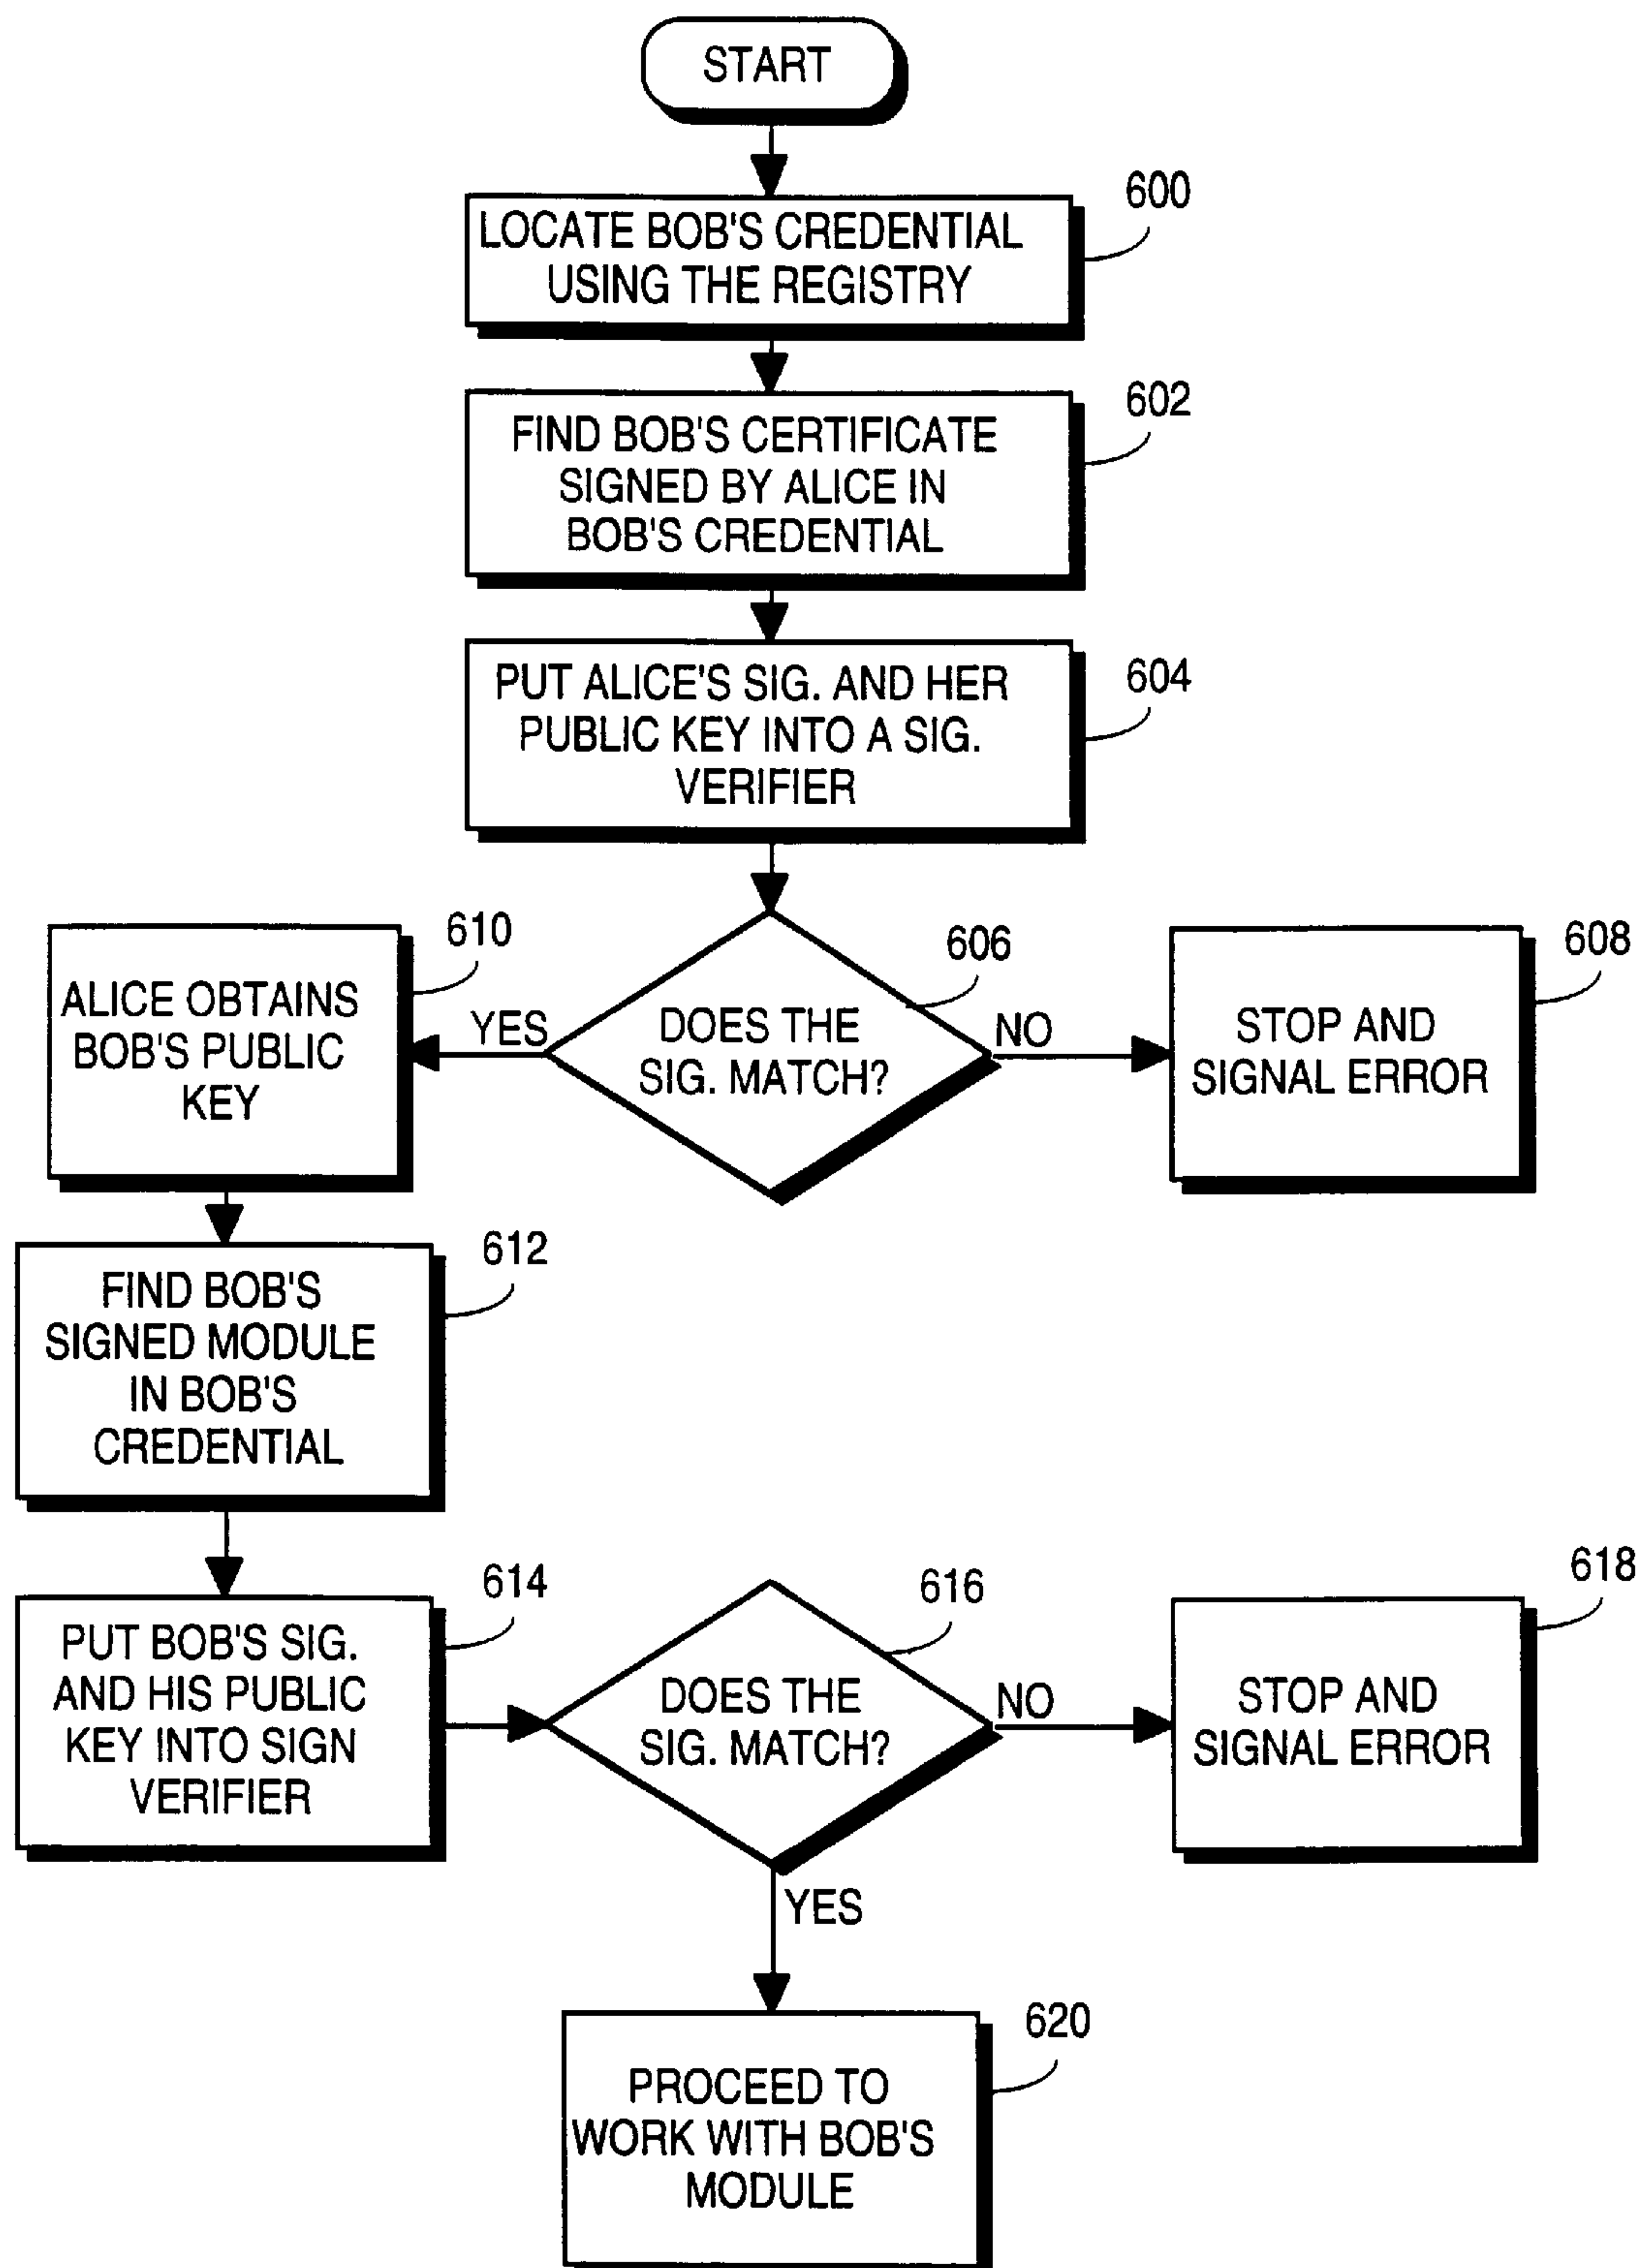 START
600
LOCATE BOB'S CREDENTIAL
USING THE REGISTRY
602
FIND BOB'S CERTIFICATE
SIGNED BY ALICE IN
BOB'S CREDENTIAL
604
PUT ALICE'S SIG. AND HER
PUBLIC KEY INTO A SIG.
VERIFIER
610
ALICE OBTAINS
BOB'S PUBLIC
KEY
YES
606
DOES THE
SIG. MATCH?
NO
608
STOP AND
SIGNAL ERROR
612
FIND BOB'S
SIGNED MODULE
IN BOB'S
CREDENTIAL
614
PUT BOB'S SIG.
AND HIS PUBLIC
KEY INTO SIGN
VERIFIER
616
DOES THE
SIG. MATCH?
NO
618
STOP AND
SIGNAL ERROR
YES
620
PROCEED TO
WORK WITH BOB'S
MODULE